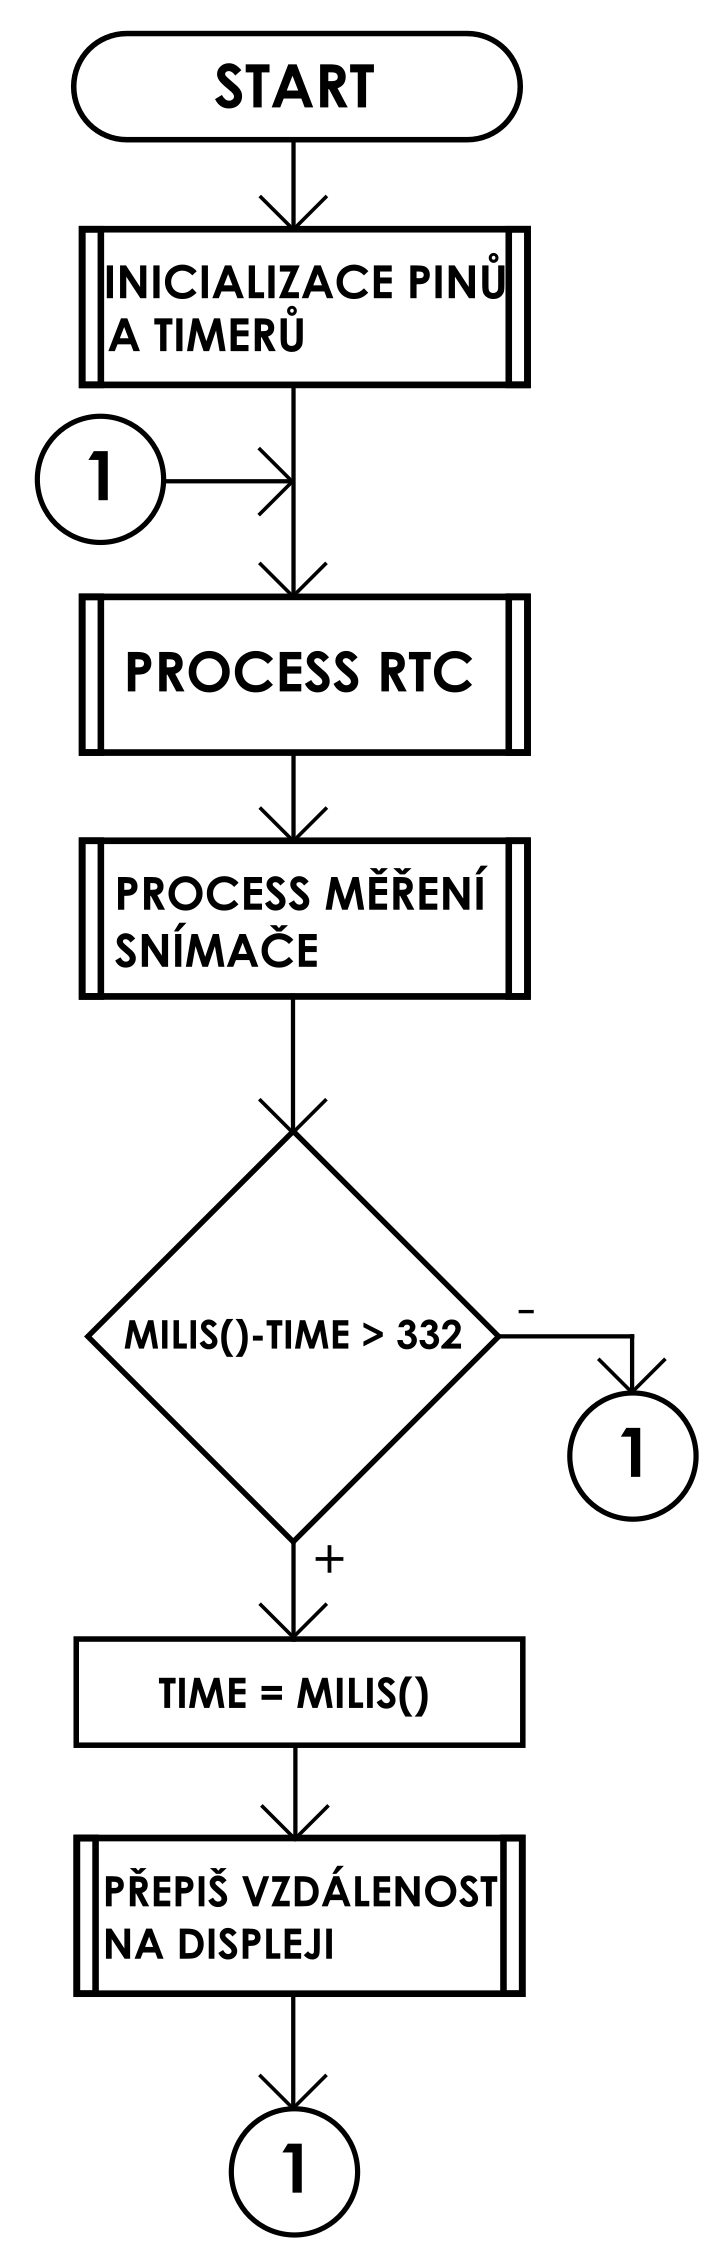 START
INICIALIZACE PINŮ
A TIMERŮ
1
PROCESS RTC
PROCESS MĚŘENÍ
SNÍMAČE
MILIS()-TIME > 332
-
1
+
TIME = MILIS()
PŘEPIŠ VZDÁLENOST
NA DISPLEJI
1